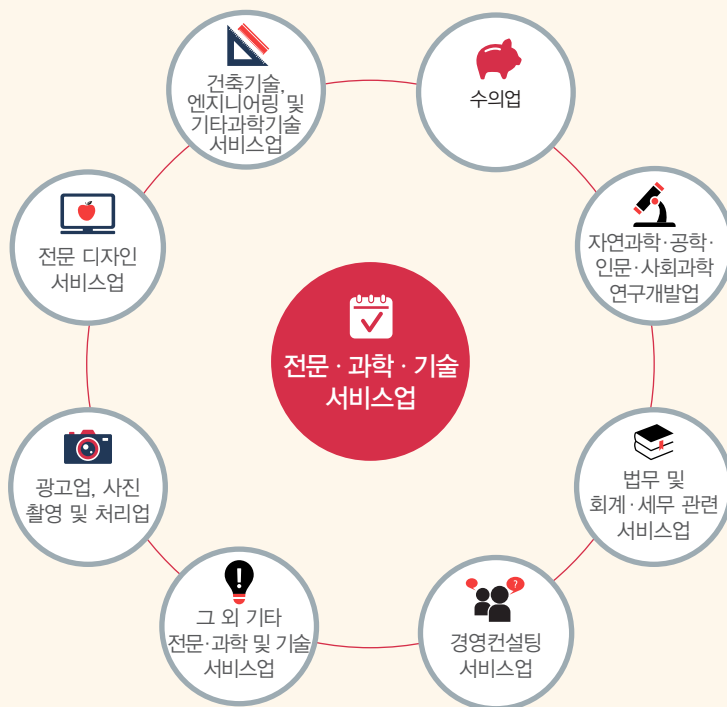 건축기술,
엔지니어링 및
기타과학기술
서비스업
수의업
자연과학·공학·
인문·사회과학
연구개발업
전문 디자인
서비스업
전문·과학·기술
서비스업
광고업, 사진
촬영 및 처리업
법무 및
회계·세무 관련
서비스업
그 외 기타
전문·과학 및 기술
서비스업
경영컨설팅
서비스업